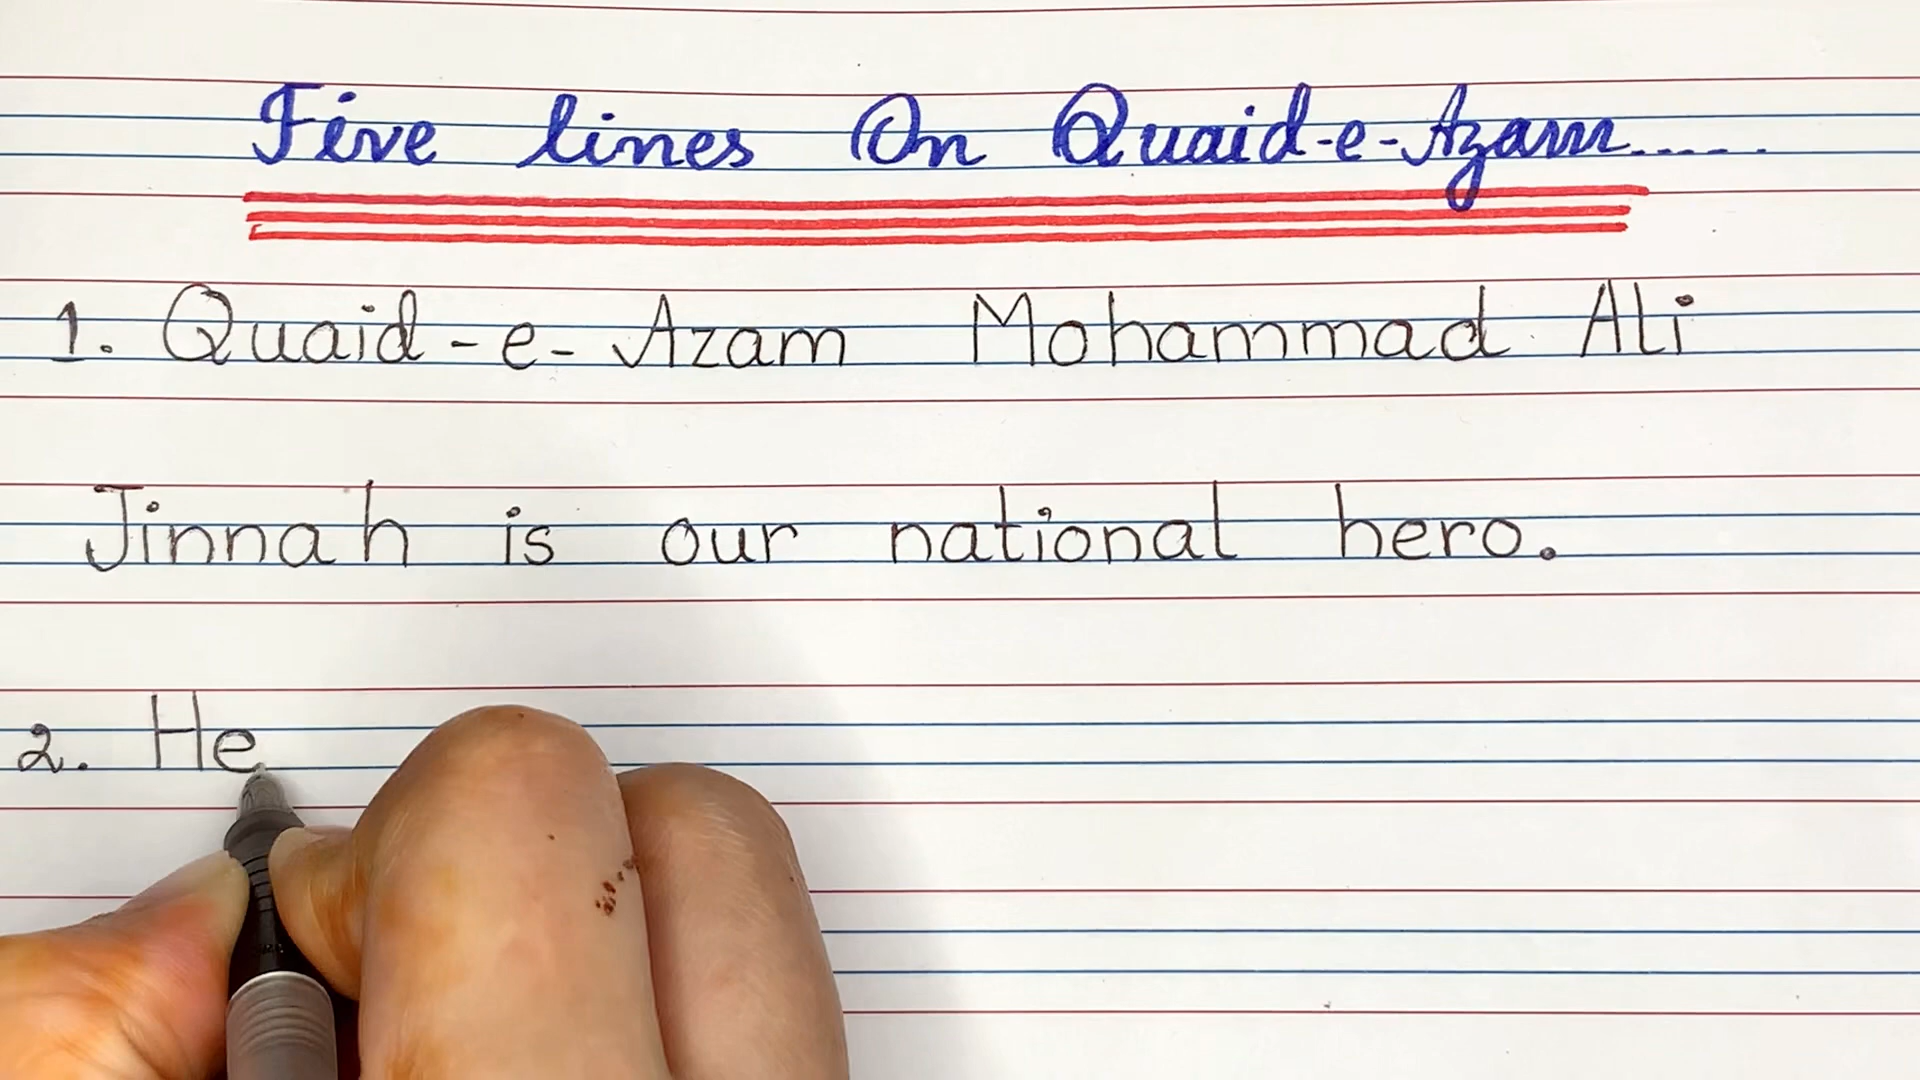 Five lines On Quaid-e-Azam.....
1. Quaid-e-Azam Mohammad Ali
Jinnah is our national hero.
2. He